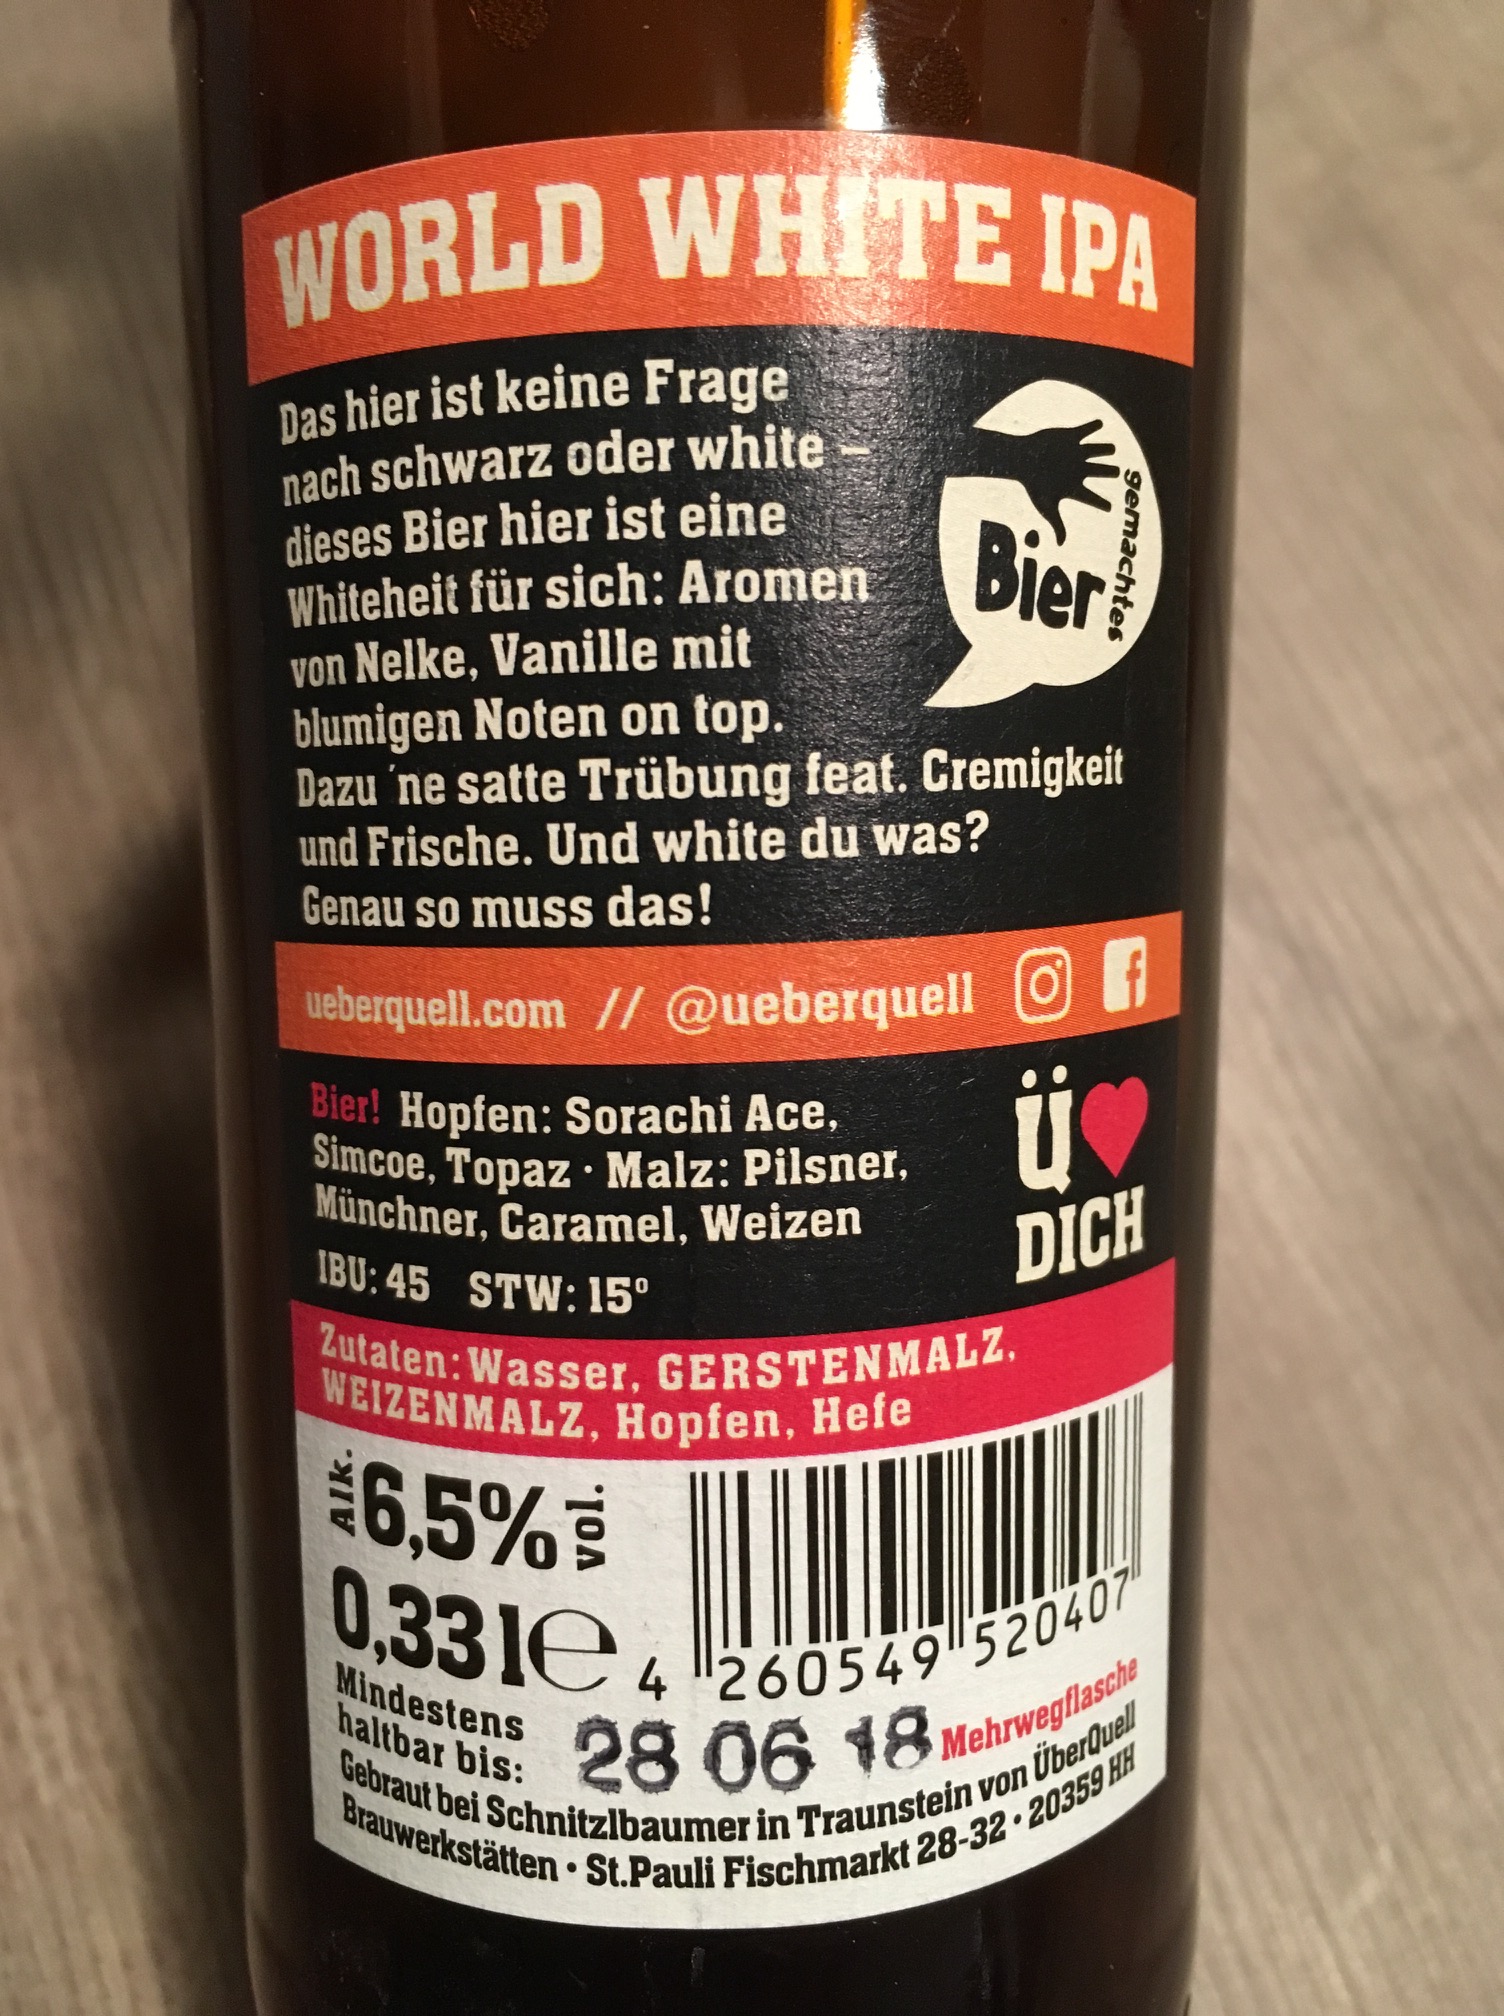 WORLD WHITE IPA
Das hier ist keine Frage
nach schwarz oder white –
dieses Bier hier ist eine
Whiteheit für sich: Aromen
von Nelke, Vanille mit
blumigen Noten on top.
Dazu ´ne satte Trübung feat. Cremigkeit
und Frische. Und white du was?
Genau so muss das!
gemachtes
Bier
ueberquell.com // @ueberquell
Bier! Hopfen: Sorachi Ace,
Simcoe, Topaz · Malz: Pilsner,
Münchner, Caramel, Weizen
IBU: 45 STW: 15°
Ü
DICH
Zutaten: Wasser, GERSTENMALZ,
WEIZENMALZ, Hopfen, Hefe
Alk. 6,5% vol.
0,33 l e
4 260549 520407
Mindestens
haltbar bis:
28 06 18
Mehrwegflasche
Gebraut bei Schnitzlbaumer in Traunstein von ÜberQuell
Brauwerkstätten • St.Pauli Fischmarkt 28-32 • 20359 HH